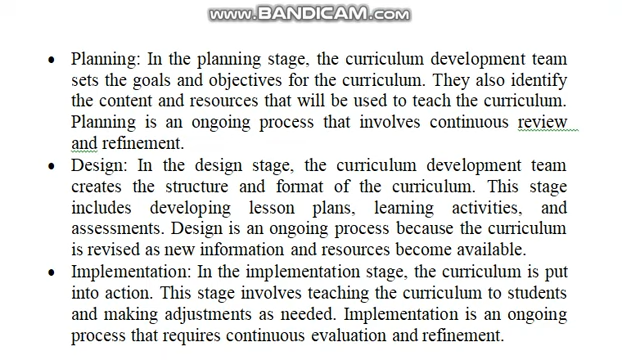 www.BANDICAM.com
• Planning: In the planning stage, the curriculum development team
sets the goals and objectives for the curriculum. They also identify
the content and resources that will be used to teach the curriculum.
Planning is an ongoing process that involves continuous review
and refinement.
• Design: In the design stage, the curriculum development team
creates the structure and format of the curriculum. This stage
includes developing lesson plans, learning activities, and
assessments. Design is an ongoing process because the curriculum
is revised as new information and resources become available.
• Implementation: In the implementation stage, the curriculum is put
into action. This stage involves teaching the curriculum to students
and making adjustments as needed. Implementation is an ongoing
process that requires continuous evaluation and refinement.